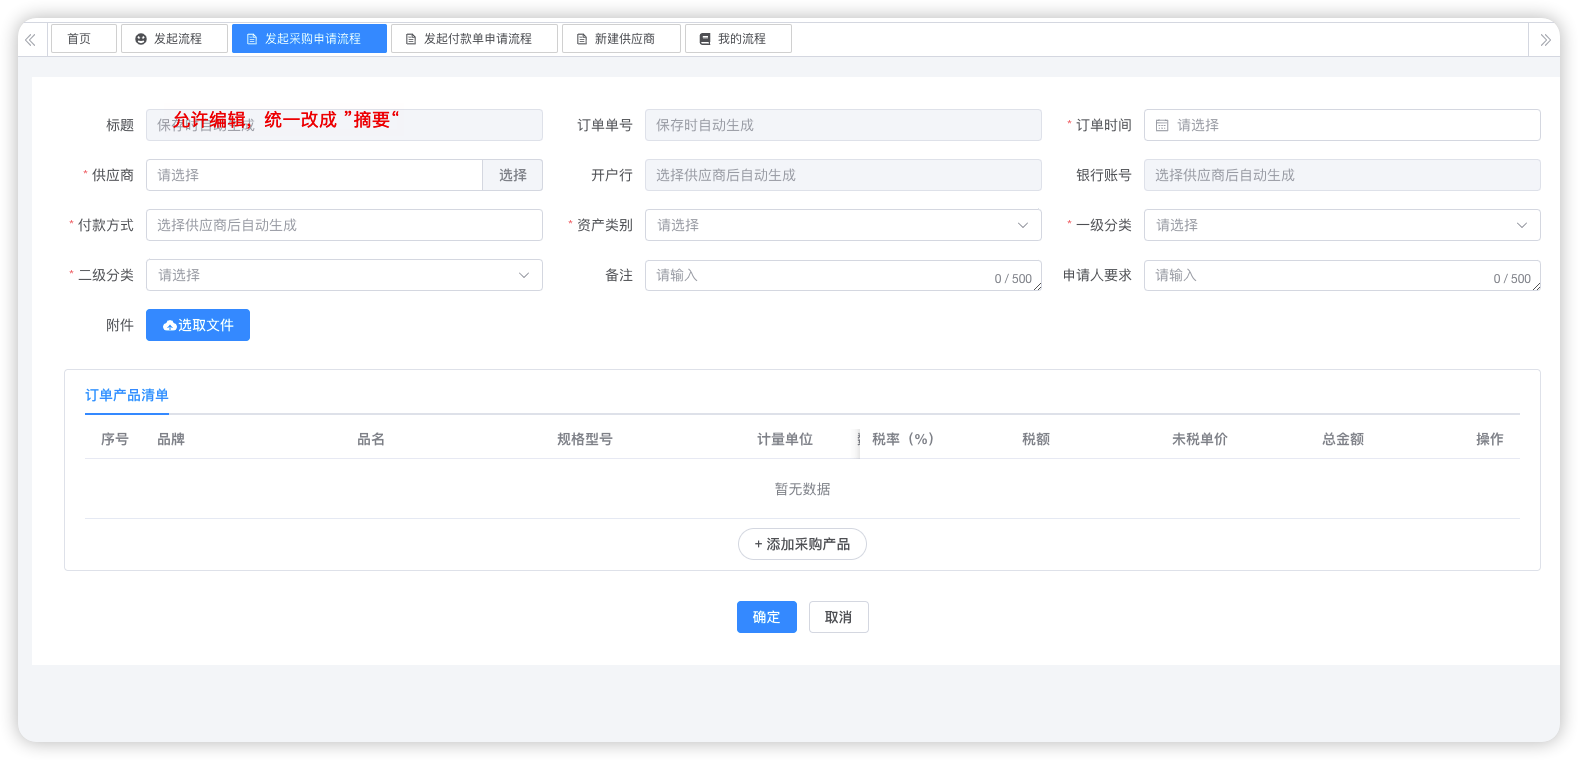 首页 发起流程 发起采购申请流程 发起付款单申请流程 新建供应商 我的流程
标题 保存时自动生成 允许编辑，统一改成 ”摘要“ 订单单号 保存时自动生成 * 订单时间 请选择
* 供应商 请选择 选择 开户行 选择供应商后自动生成 银行账号 选择供应商后自动生成
* 付款方式 选择供应商后自动生成 * 资产类别 请选择 * 一级分类 请选择
* 二级分类 请选择 备注 请输入 0 / 500 申请人要求 请输入 0 / 500
附件 选取文件
订单产品清单
序号 品牌 品名 规格型号 计量单位 税率（%） 税额 未税单价 总金额 操作
暂无数据
+ 添加采购产品
确定 取消